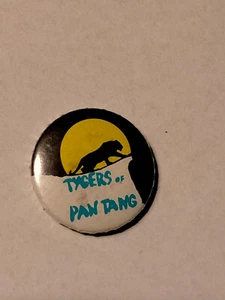 TYGERS OF
PAN TANG